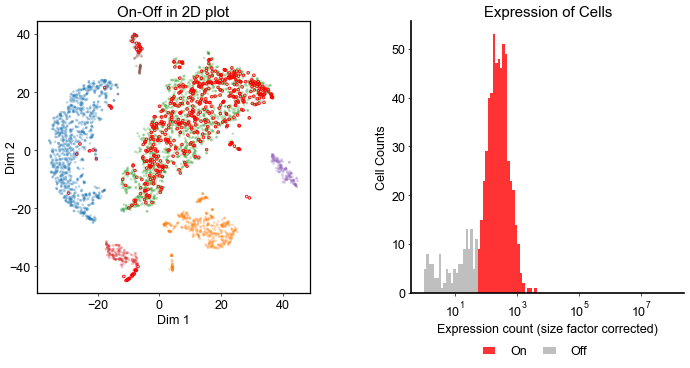 On-Off in 2D plot
Dim 2
40
20
0
−20
−40
−20
0
20
40
Dim 1
Expression of Cells
Cell Counts
50
40
30
20
10
0
10^1
10^3
10^5
10^7
Expression count (size factor corrected)
On
Off